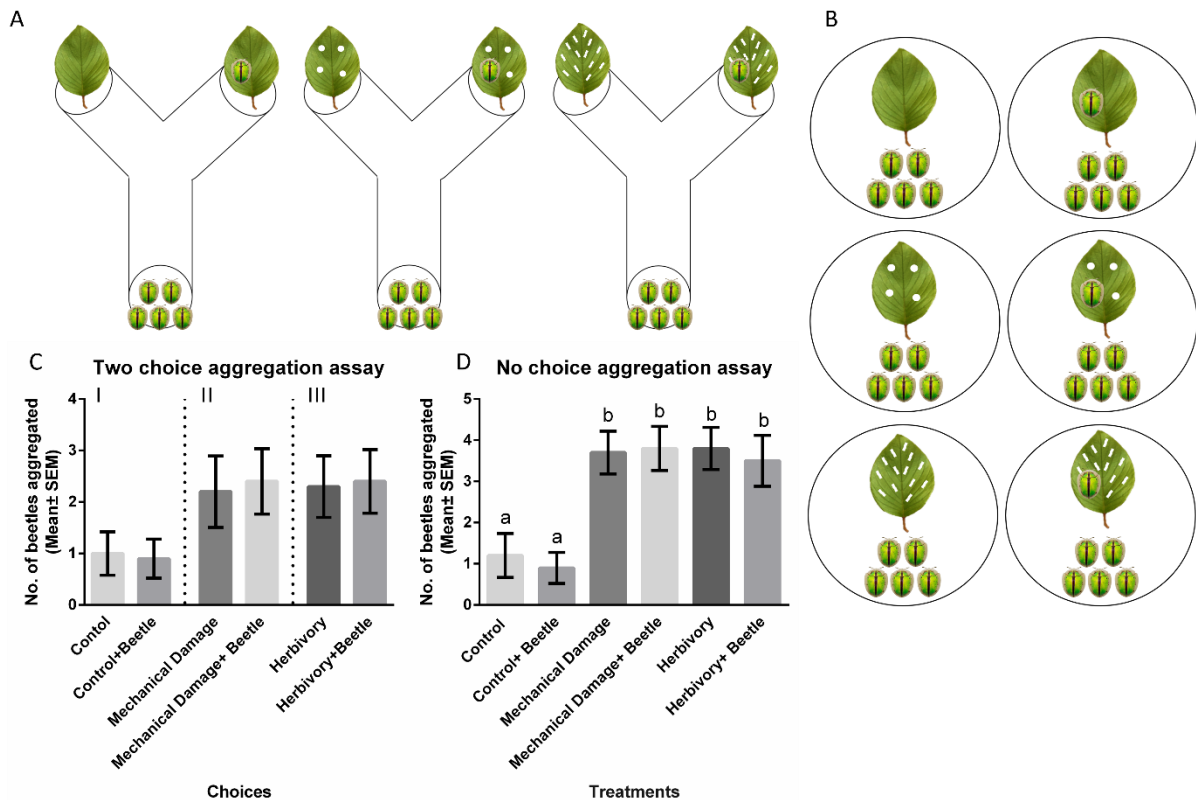 A
B
C
Two choice aggregation assay
I
II
III
No. of beetles aggregated
(Mean± SEM)
4
3
2
1
0
Control
Control+Beetle
Mechanical Damage
Mechanical Damage+ Beetle
Herbivory
Herbivory+Beetle
Choices
D
No choice aggregation assay
No. of beetles aggregated
(Mean± SEM)
5
4
3
2
1
0
a
a
b
b
b
b
Control
Control+ Beetle
Mechanical Damage
Mechanical Damage+ Beetle
Herbivory
Herbivory+ Beetle
Treatments